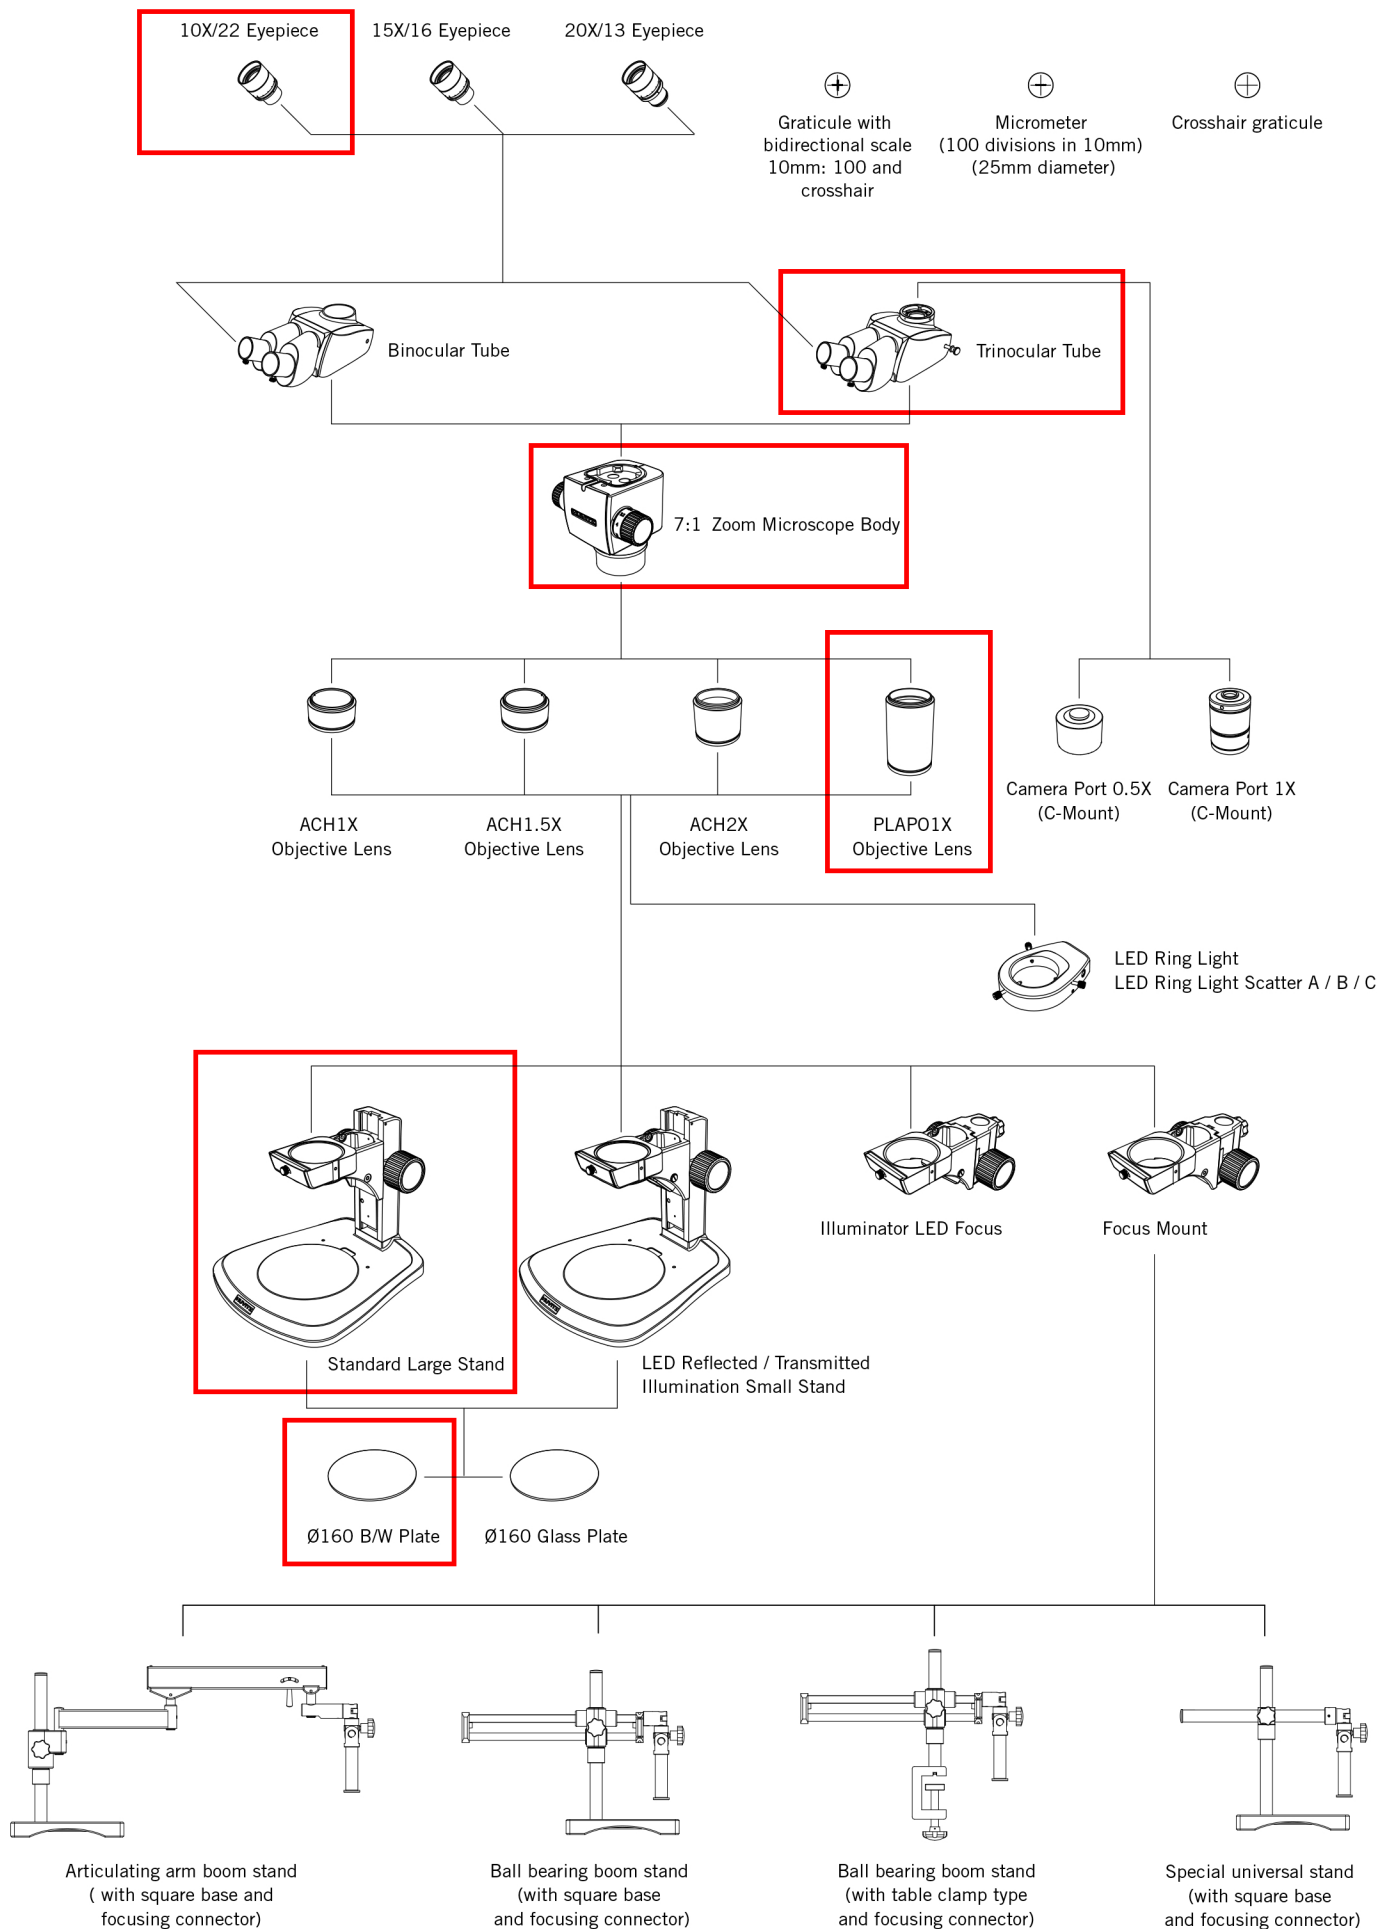 10X/22 Eyepiece
15X/16 Eyepiece
20X/13 Eyepiece
Graticule with
bidirectional scale
10mm: 100 and
crosshair
Micrometer
(100 divisions in 10mm)
(25mm diameter)
Crosshair graticule
Binocular Tube
Trinocular Tube
7:1 Zoom Microscope Body
Camera Port 0.5X
(C-Mount)
Camera Port 1X
(C-Mount)
ACH1X
Objective Lens
ACH1.5X
Objective Lens
ACH2X
Objective Lens
PLAPO1X
Objective Lens
LED Ring Light
LED Ring Light Scatter A / B / C
Illuminator LED Focus
Focus Mount
Standard Large Stand
LED Reflected / Transmitted
Illumination Small Stand
Ø160 B/W Plate
Ø160 Glass Plate
Articulating arm boom stand
( with square base and
focusing connector)
Ball bearing boom stand
(with square base
and focusing connector)
Ball bearing boom stand
(with table clamp type
and focusing connector)
Special universal stand
(with square base
and focusing connector)